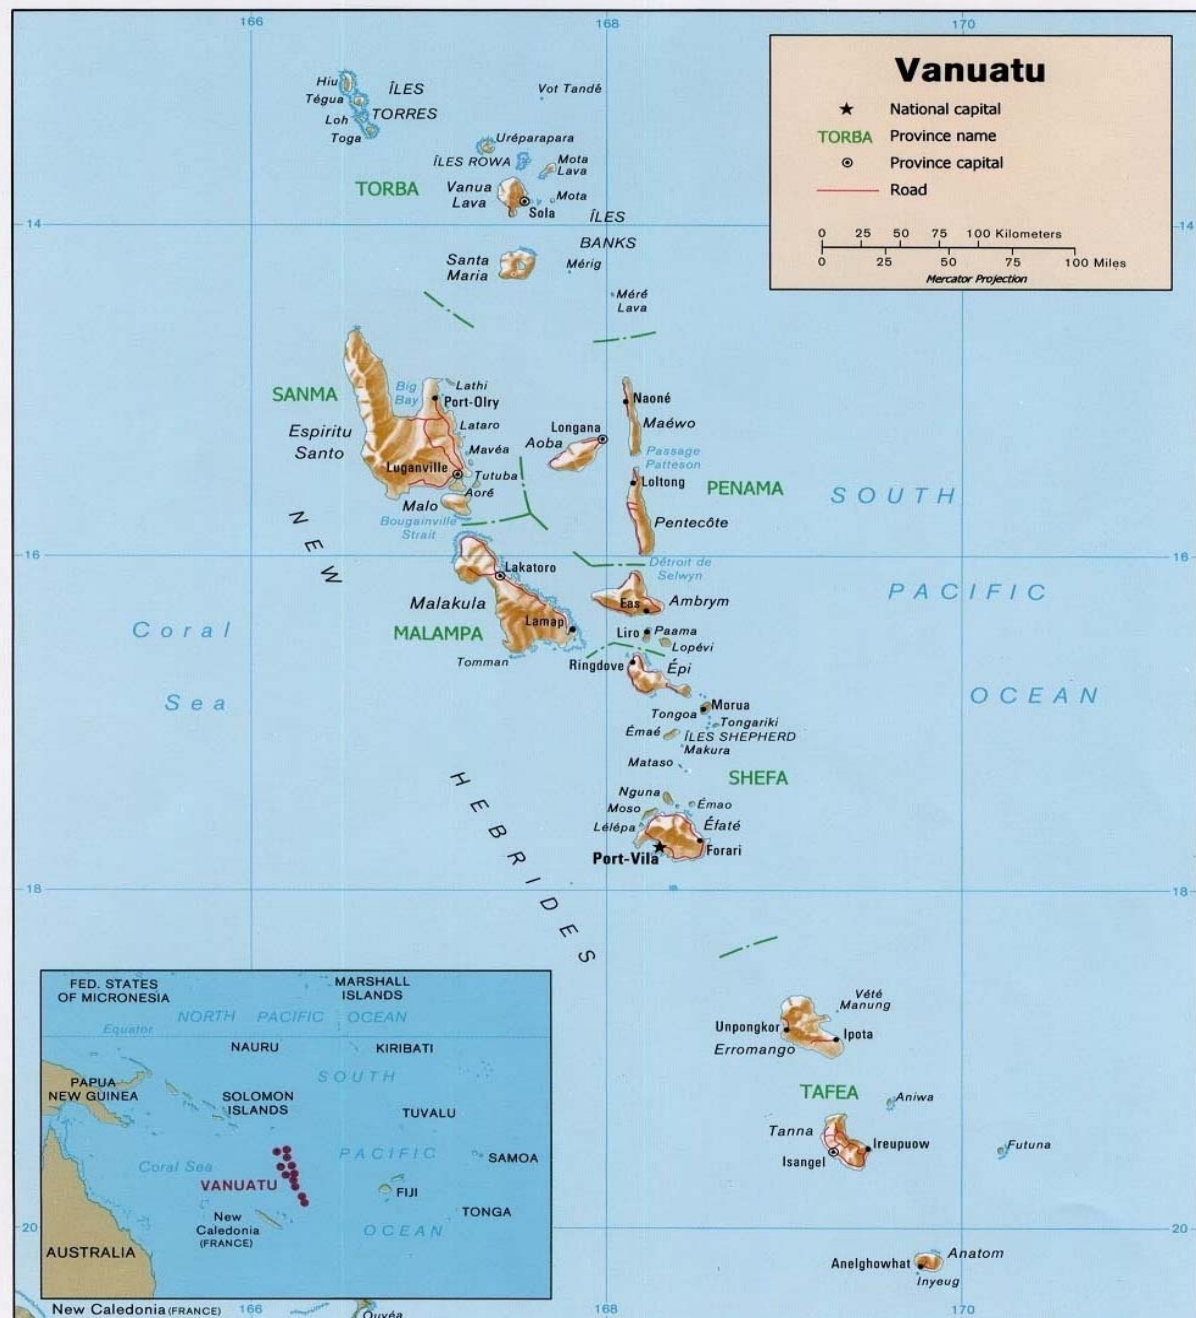 166
168
170
Vanuatu
National capital
TORBA Province name
Province capital
Road
0 25 50 75 100 Kilometers
0 25 50 75 100 Miles
Mercator Projection
Hiu
Tégua
Loh
Toga
ÎLES
TORRES
Vot Tandé
Uréparapara
ÎLES ROWA
Mota
Lava
TORBA
Vanua
Lava
Mota
Sola
ÎLES
BANKS
14
14
Santa
Maria
Mérig
Méré
Lava
SANMA
Big
Bay
Lathi
Port-Olry
Espiritu
Santo
Lataro
Mavéa
Luganville
Tutuba
Aoré
Malo
Bougainville
Strait
Longana
Aoba
Naoné
Maéwo
Passage
Patteson
Loltong
PENAMA
Pentecôte
SOUTH
PACIFIC
OCEAN
NEW
HEBRIDES
16
16
Détroit de
Selwyn
Lakatoro
Malakula
MALAMPA
Lamap
Tomman
Eas
Ambrym
Liro
Paama
Lopévi
Ringdove
Épi
Coral
Sea
Morua
Tongoa
Tongariki
Émaé
ÎLES SHEPHERD
Makura
Mataso
SHEFA
Nguna
Moso
Émao
Lélépa
Éfaté
Forari
Port-Vila
18
18
Vété
Manung
Unpongkor
Ipota
Erromango
TAFEA
Aniwa
Tanna
Ireupuow
Isangel
Futuna
20
20
Anatom
Anelghowhat
Inyeug
FED. STATES
OF MICRONESIA
MARSHALL
ISLANDS
NORTH PACIFIC OCEAN
Equator
NAURU
KIRIBATI
SOUTH
PAPUA
NEW GUINEA
SOLOMON
ISLANDS
TUVALU
PACIFIC
Coral Sea
SAMOA
VANUATU
FIJI
New
Caledonia
(FRANCE)
TONGA
OCEAN
AUSTRALIA
New Caledonia (FRANCE)
166
Ouvéa
168
170